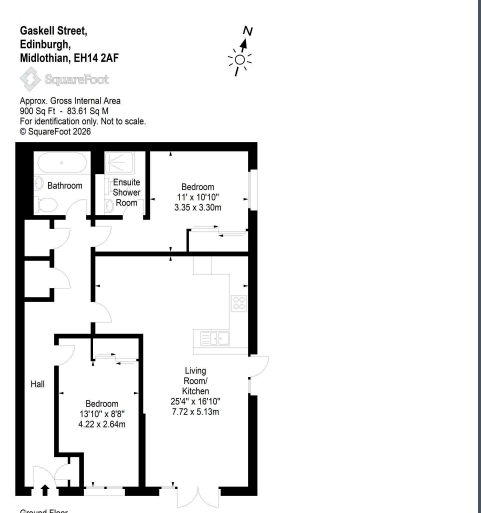 Gaskell Street,
Edinburgh,
Midlothian, EH14 2AF
N
SquareFoot
Approx. Gross Internal Area
900 Sq Ft - 83.61 Sq M
For identification only. Not to scale.
© SquareFoot 2026
Bathroom
Ensuite
Shower
Room
Bedroom
11' x 10'10"
3.35 x 3.30m
Hall
Bedroom
13'10" x 8'8"
4.22 x 2.64m
Living
Room/
Kitchen
25'4" x 16'10"
7.72 x 5.13m
Ground Floor